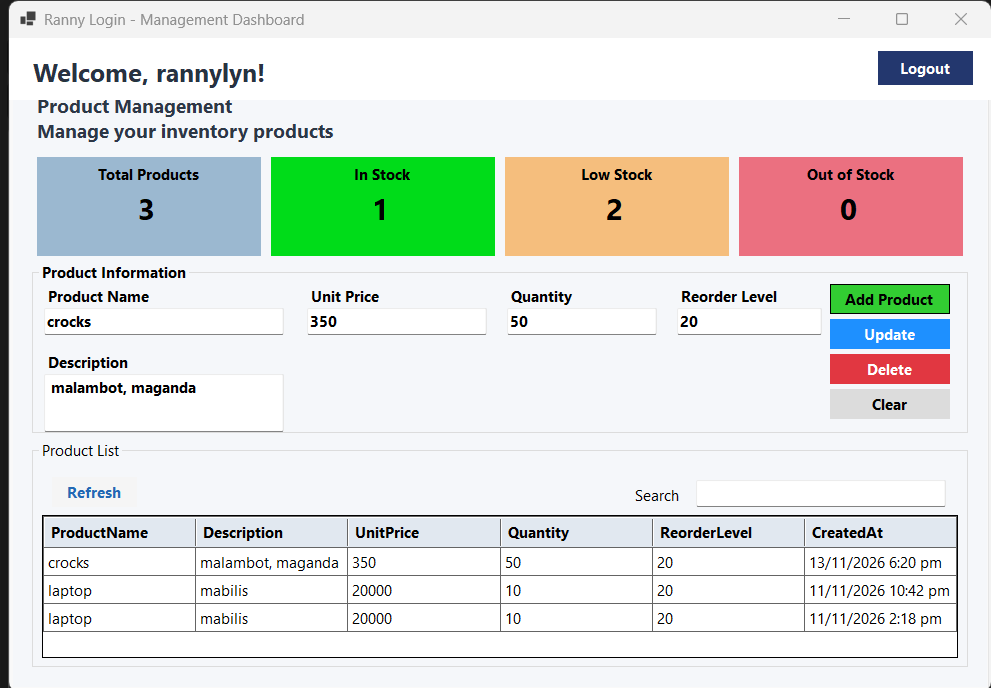 Ranny Login - Management Dashboard
Welcome, rannylyn!
Logout
Product Management
Manage your inventory products
Total Products
In Stock
Low Stock
Out of Stock
3
1
2
0
Product Information
Product Name
Unit Price
Quantity
Reorder Level
Add Product
crocks
350
50
20
Update
Description
Delete
malambot, maganda
Clear
Product List
Refresh
Search
ProductName Description UnitPrice Quantity ReorderLevel CreatedAt
crocks malambot, maganda 350 50 20 13/11/2026 6:20 pm
laptop mabilis 20000 10 20 11/11/2026 10:42 pm
laptop mabilis 20000 10 20 11/11/2026 2:18 pm